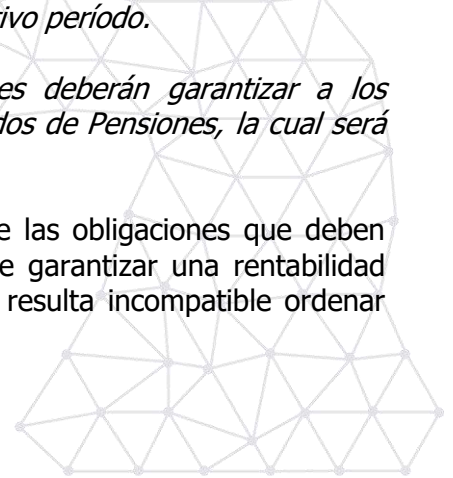 tivo período.
es deberán garantizar a los
dos de Pensiones, la cual será
e las obligaciones que deben
e garantizar una rentabilidad
resulta incompatible ordenar